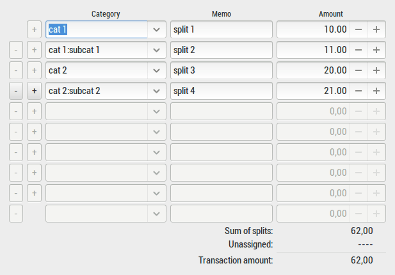 Category Memo Amount
+ cat 1 split 1 10.00 − +
- + cat 1:subcat 1 split 2 11.00 − +
- + cat 2 split 3 20.00 − +
- + cat 2:subcat 2 split 4 21.00 − +
- + 0,00 − +
- + 0,00 − +
- + 0,00 − +
- + 0,00 − +
- + 0,00 − +
- 0,00 − +
Sum of splits: 62,00
Unassigned: ----
Transaction amount: 62,00